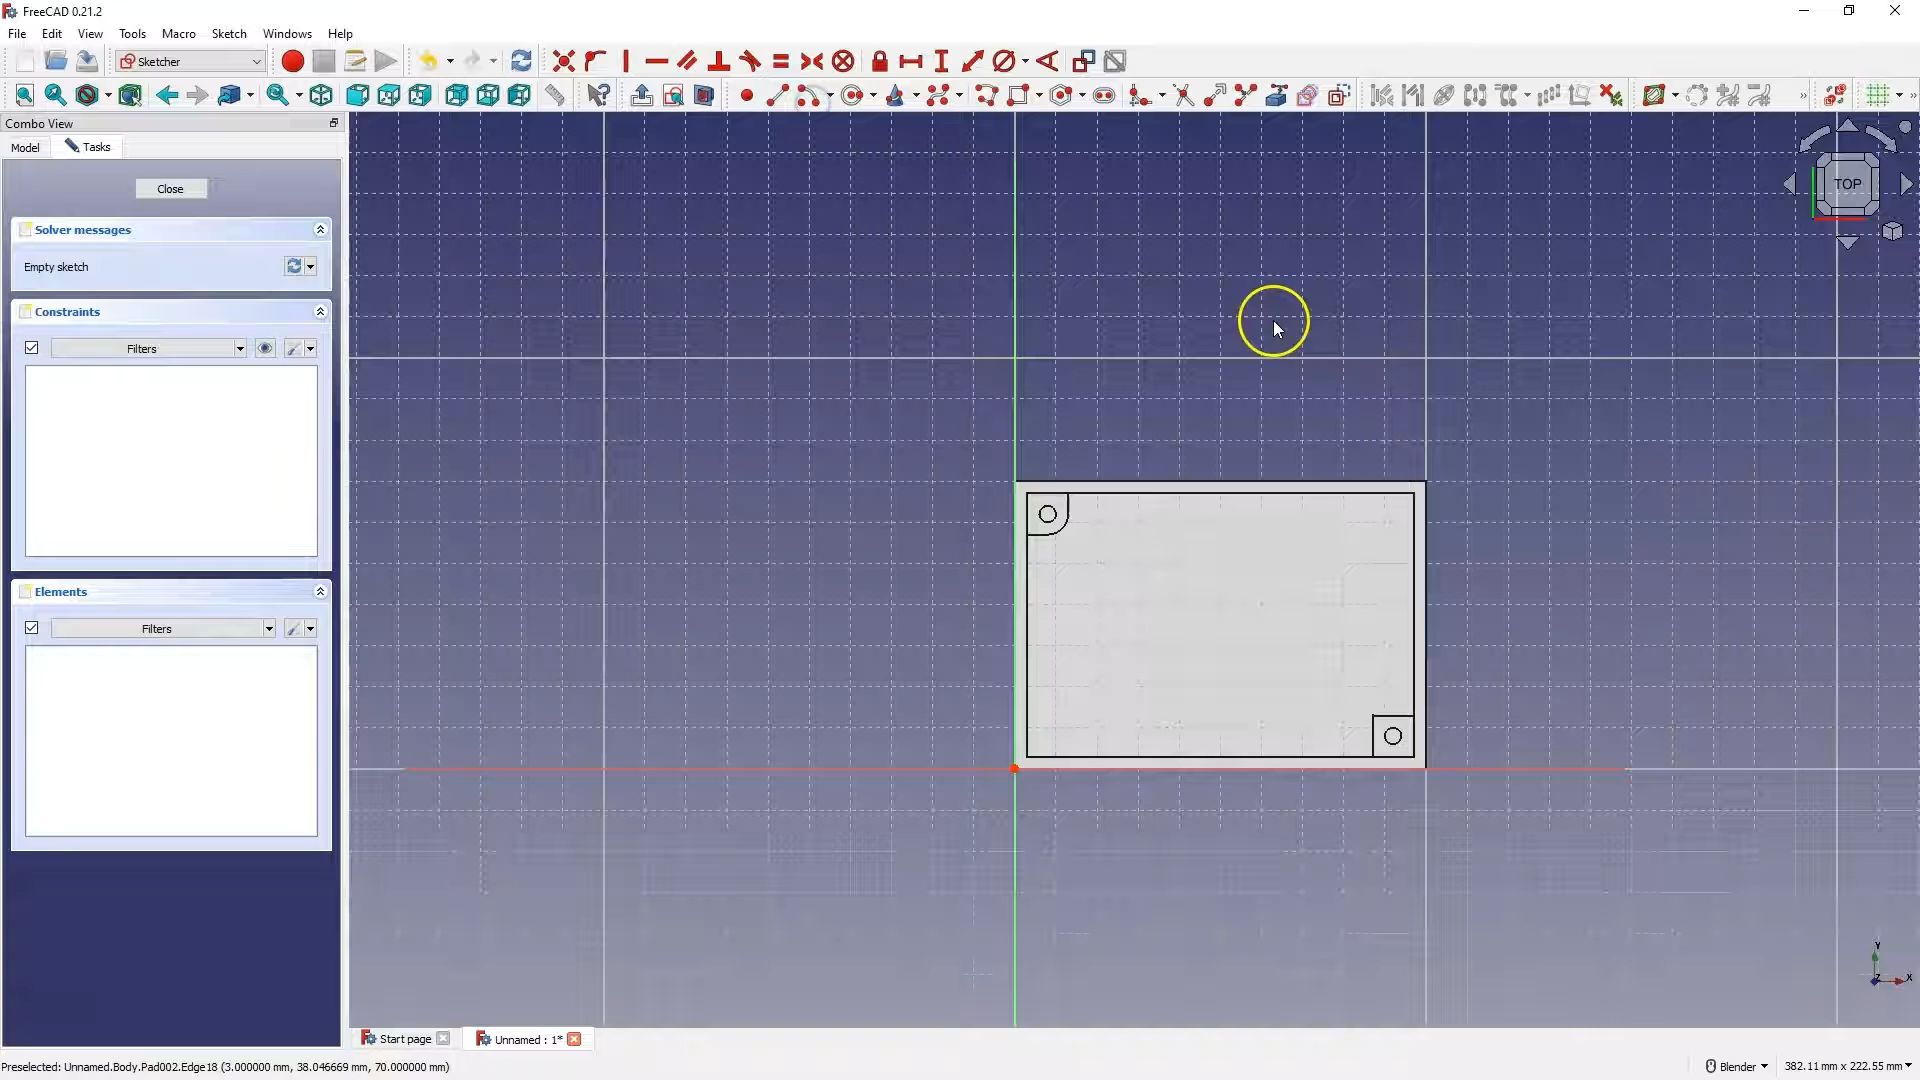 FreeCAD 0.21.2
File Edit View Tools Macro Sketch Windows Help
Sketcher
Combo View
Model Tasks
TOP
Close
Solver messages
Empty sketch
Constraints
Filters
Elements
Filters
Y
Z X
Start page Unnamed : 1*
Preselected: Unnamed.Body.Pad002.Edge18 (3.000000 mm, 38.046669 mm, 70.000000 mm) Blender 382.11 mm x 222.55 mm